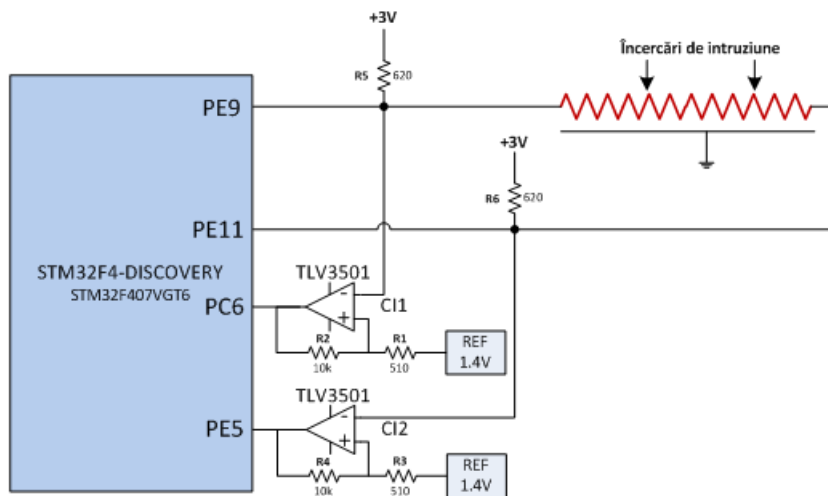 +3V
Încercări de intruziune
R5 620
PE9
+3V
R6 620
PE11
STM32F4-DISCOVERY
STM32F407VGT6
TLV3501
-
+
CI1
PC6
R2
10k
R1
510
REF
1.4V
TLV3501
-
+
CI2
PE5
R4
10k
R3
510
REF
1.4V